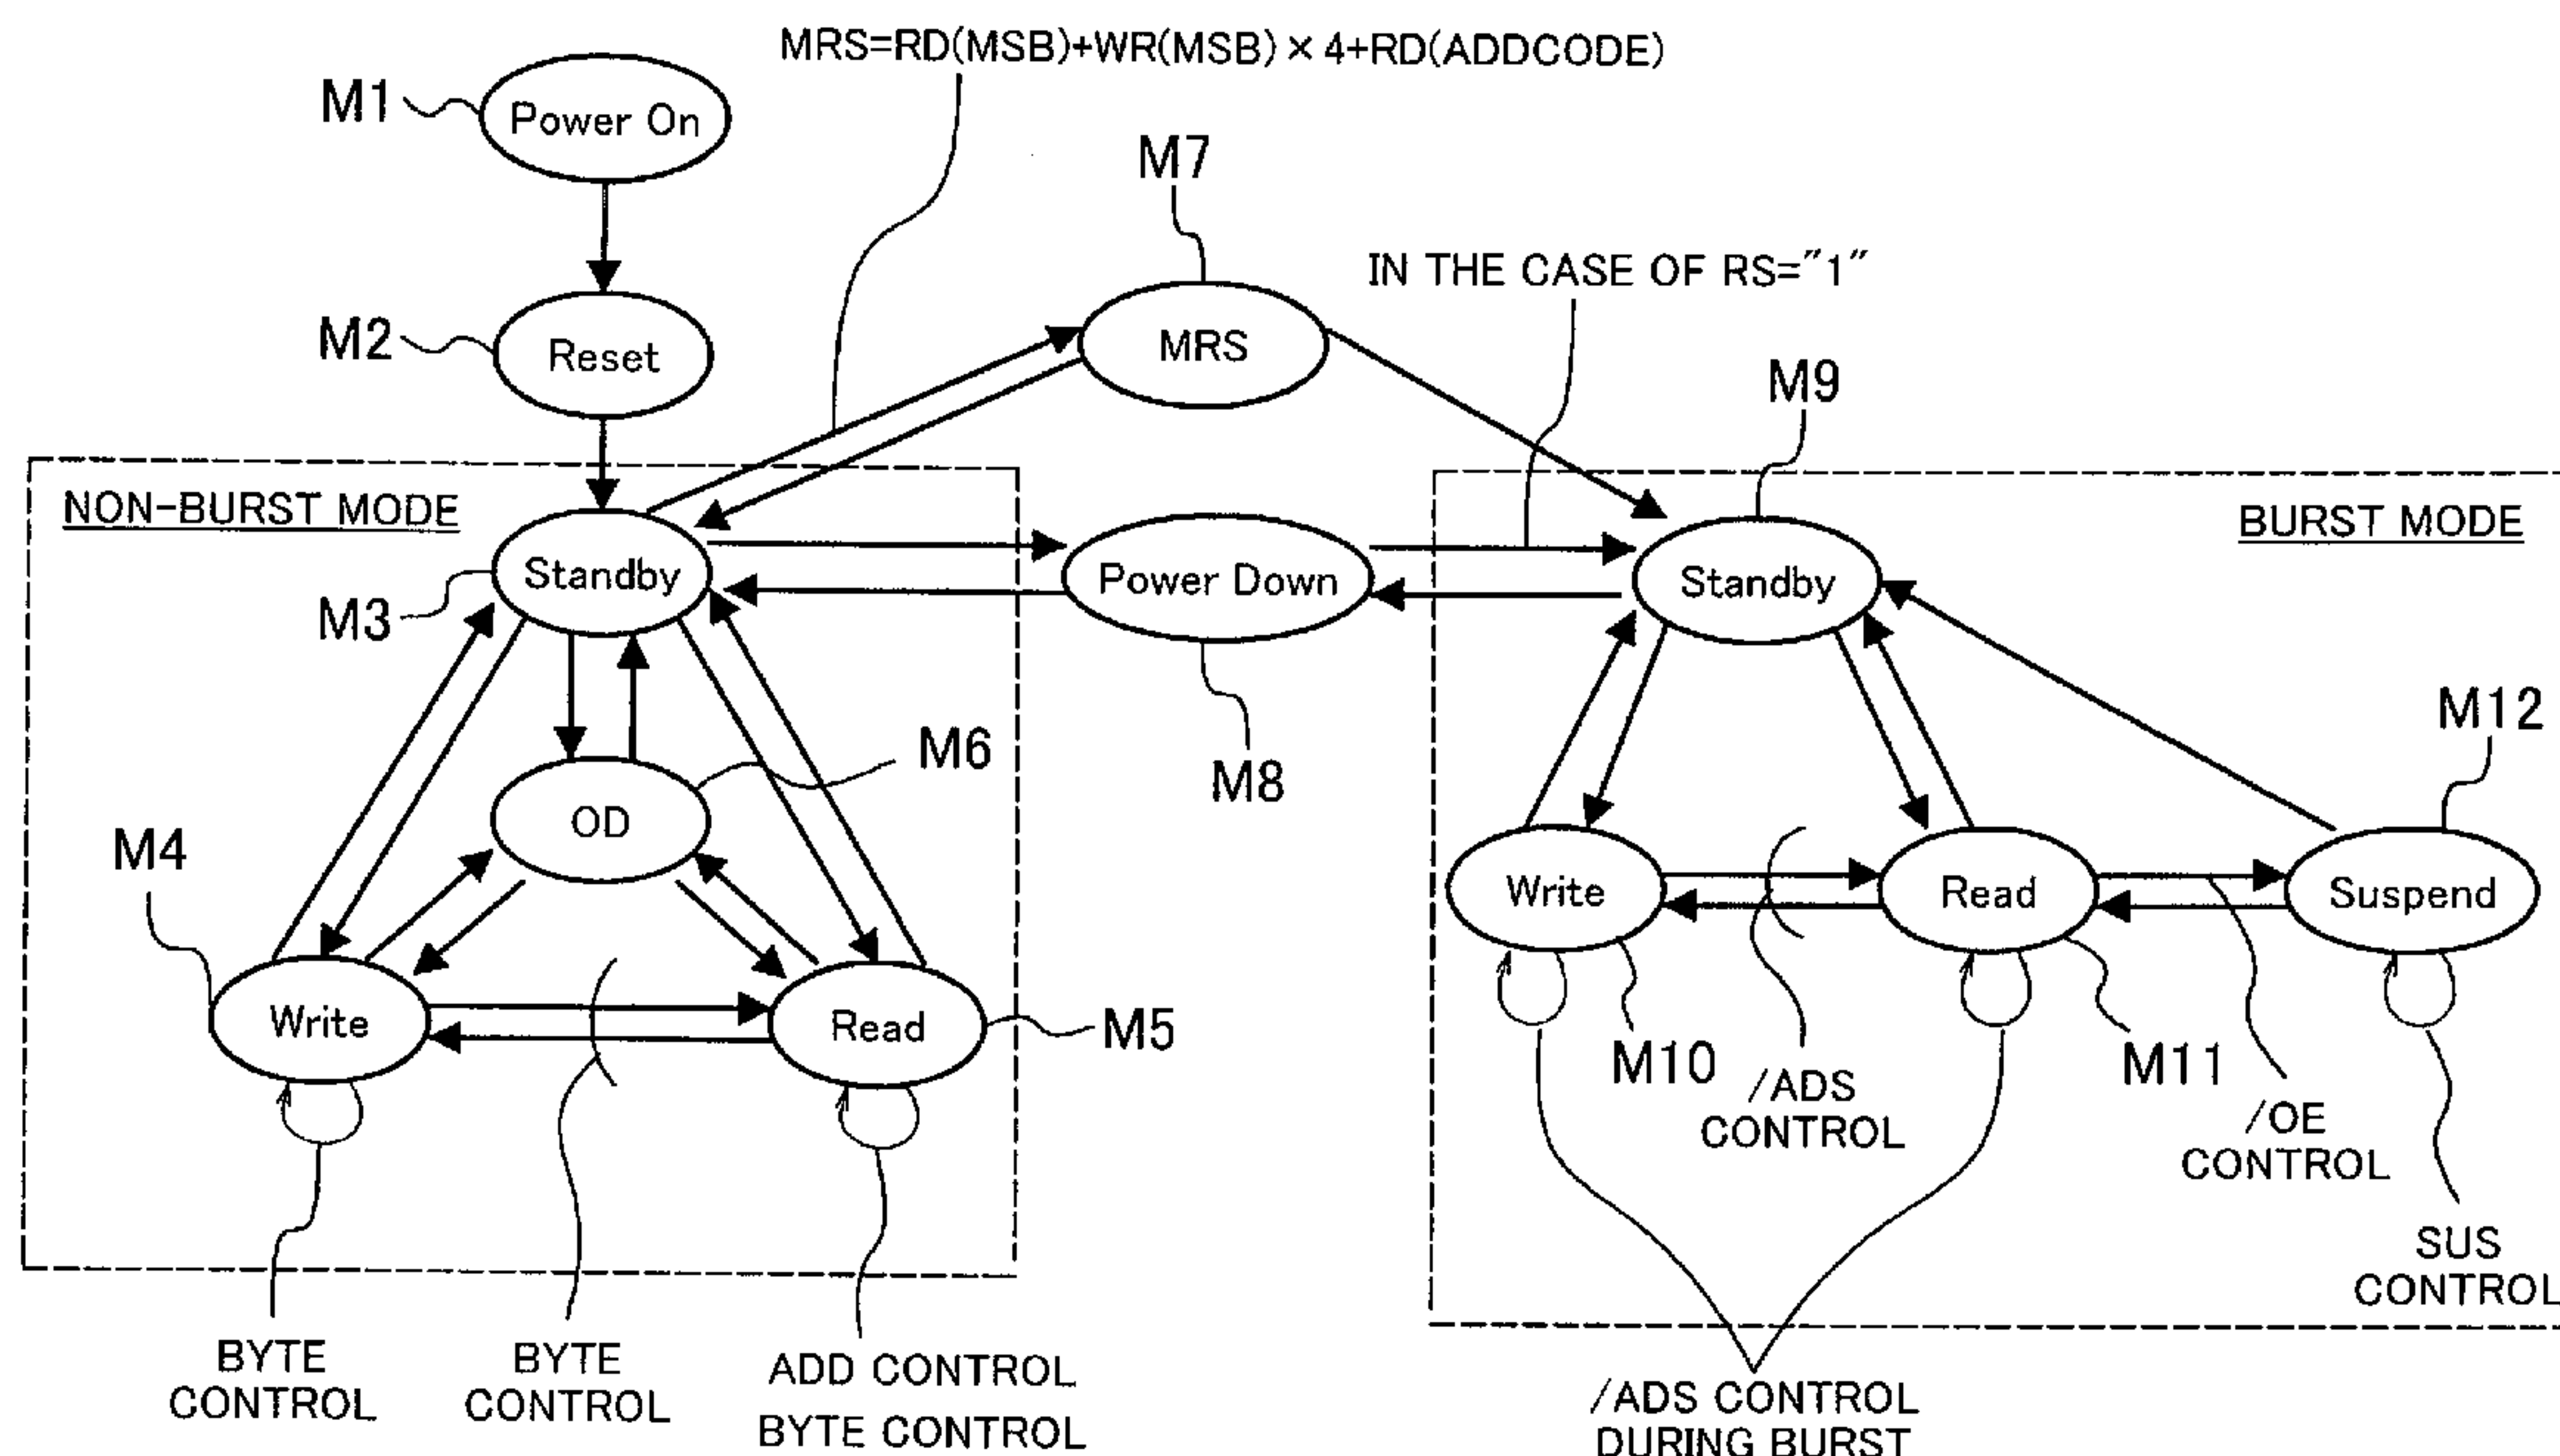 MRS=RD(MSB)+WR(MSB)×4+RD(ADDCODE)
M1
Power On
M7
M2
Reset
MRS
IN THE CASE OF RS="1"
M9
NON-BURST MODE
BURST MODE
Standby
M3
Power Down
M8
Standby
M12
M6
OD
M4
Write
Read
M5
Write
Read
Suspend
M10
/ADS
CONTROL
M11
/OE
CONTROL
SUS
CONTROL
BYTE
CONTROL
BYTE
CONTROL
ADD CONTROL
BYTE CONTROL
/ADS CONTROL
DURING BURST